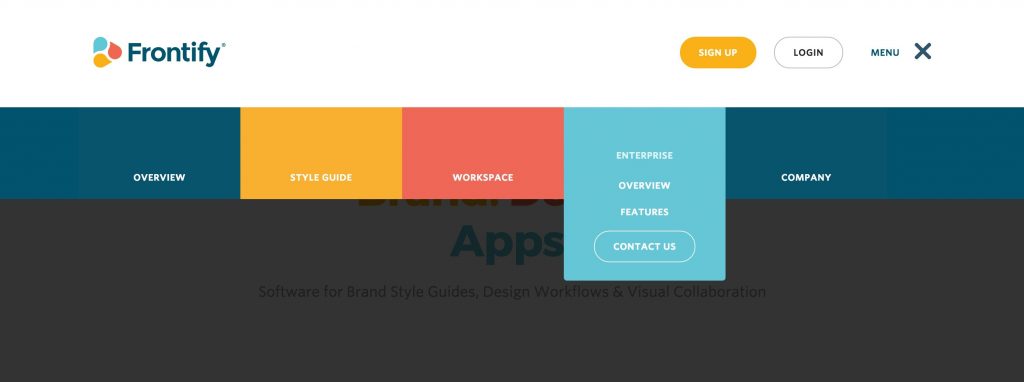 Frontify®
SIGN UP
LOGIN
MENU
OVERVIEW
STYLE GUIDE
WORKSPACE
ENTERPRISE
OVERVIEW
FEATURES
CONTACT US
COMPANY
Apps
Software for Brand Style Guides, Design Workflows & Visual Collaboration